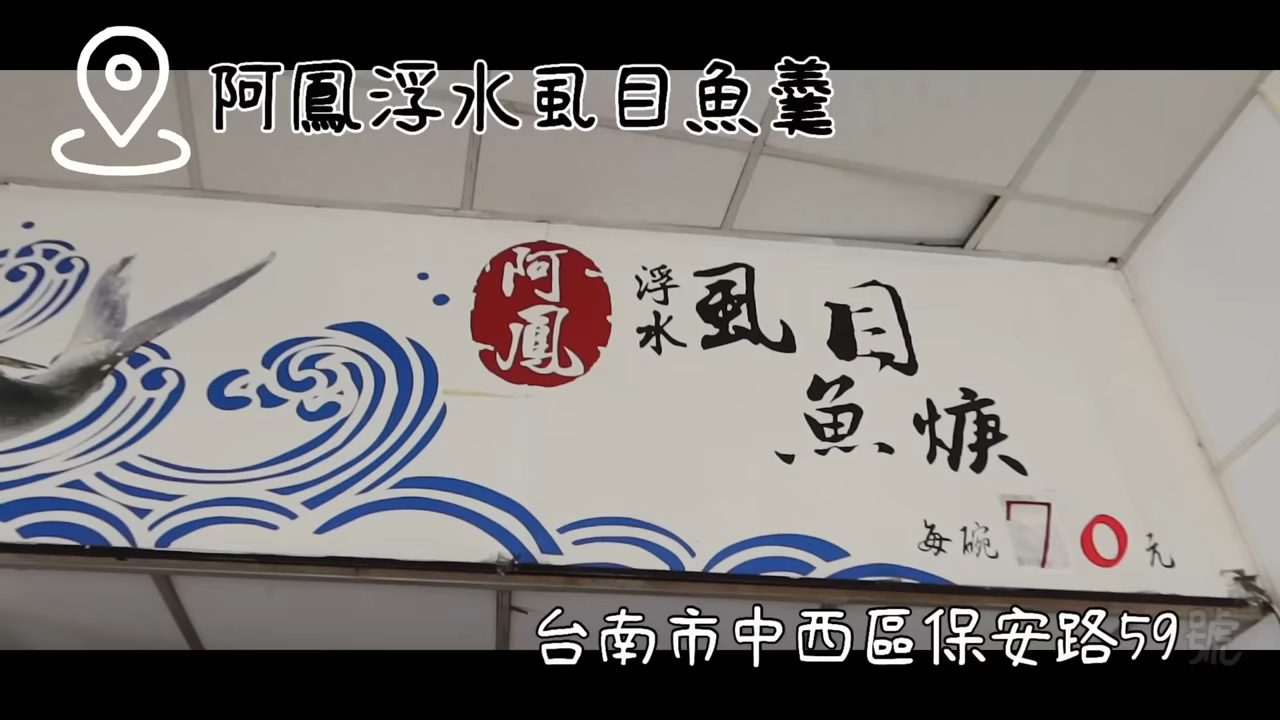 阿鳳浮水虱目魚羹
阿鳳
浮水
虱目
魚焿
每碗70元
台南市中西區保安路59號